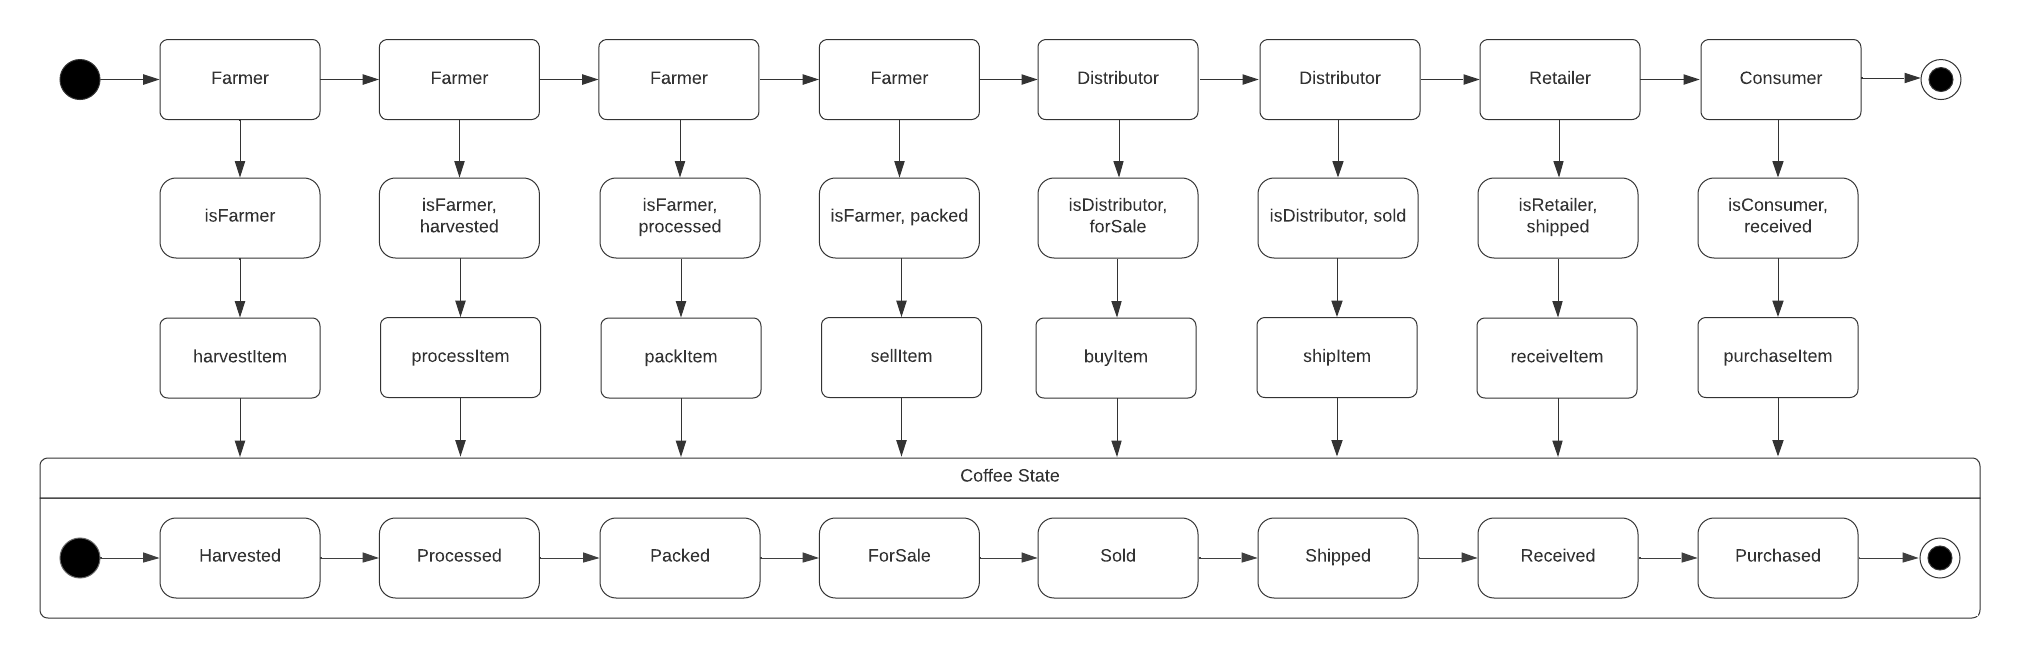 Farmer
Farmer
Farmer
Farmer
Distributor
Distributor
Retailer
Consumer
isFarmer
isFarmer,
harvested
isFarmer,
processed
isFarmer, packed
isDistributor,
forSale
isDistributor, sold
isRetailer,
shipped
isConsumer,
received
harvestItem
processItem
packItem
sellItem
buyItem
shipItem
receiveItem
purchaseItem
Coffee State
Harvested
Processed
Packed
ForSale
Sold
Shipped
Received
Purchased